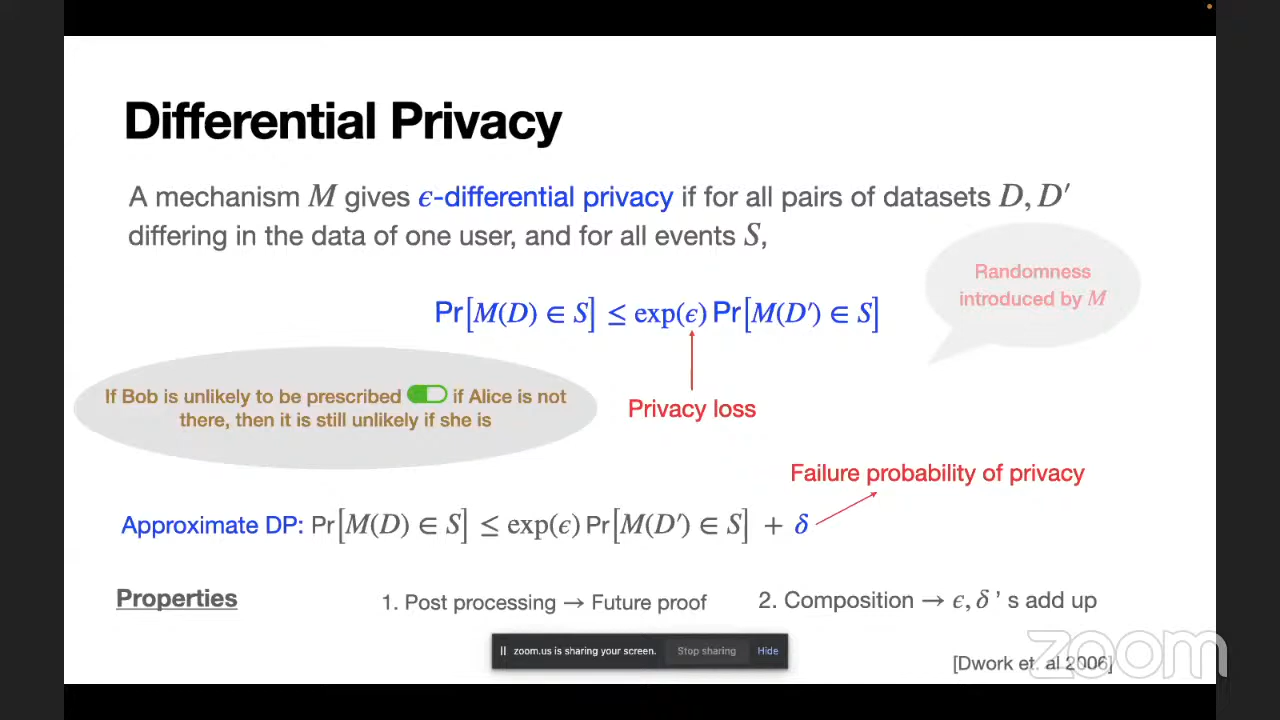 Differential Privacy
A mechanism M gives ϵ-differential privacy if for all pairs of datasets D, D′
differing in the data of one user, and for all events S,
Randomness
introduced by M
Pr[M(D) ∈ S] ≤ exp(ϵ) Pr[M(D′) ∈ S]
If Bob is unlikely to be prescribed if Alice is not
there, then it is still unlikely if she is
Privacy loss
Failure probability of privacy
Approximate DP: Pr[M(D) ∈ S] ≤ exp(ϵ) Pr[M(D′) ∈ S] + δ
Properties
1. Post processing → Future proof
2. Composition → ϵ, δ ' s add up
zoom.us is sharing your screen. Stop sharing Hide
[Dwork et. al 2006]
zoom